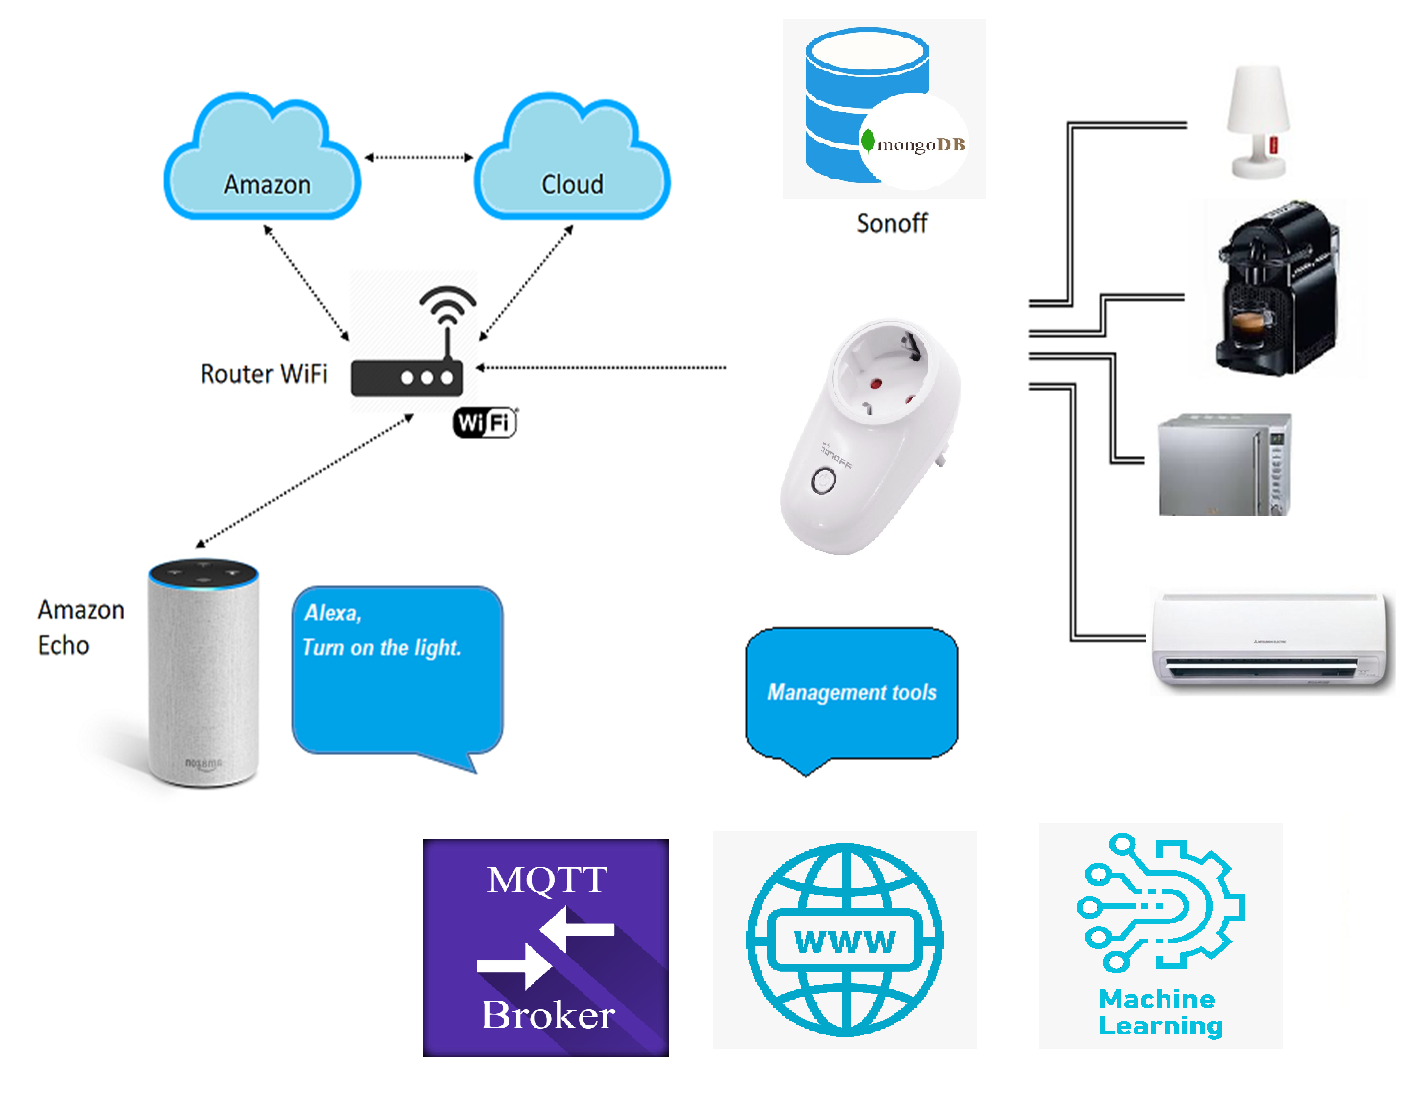 mongoDB
Sonoff
Amazon
Cloud
Router WiFi
WiFi
Amazon
Echo
Alexa,
Turn on the light.
Management tools
MQTT
Broker
www
Machine
Learning